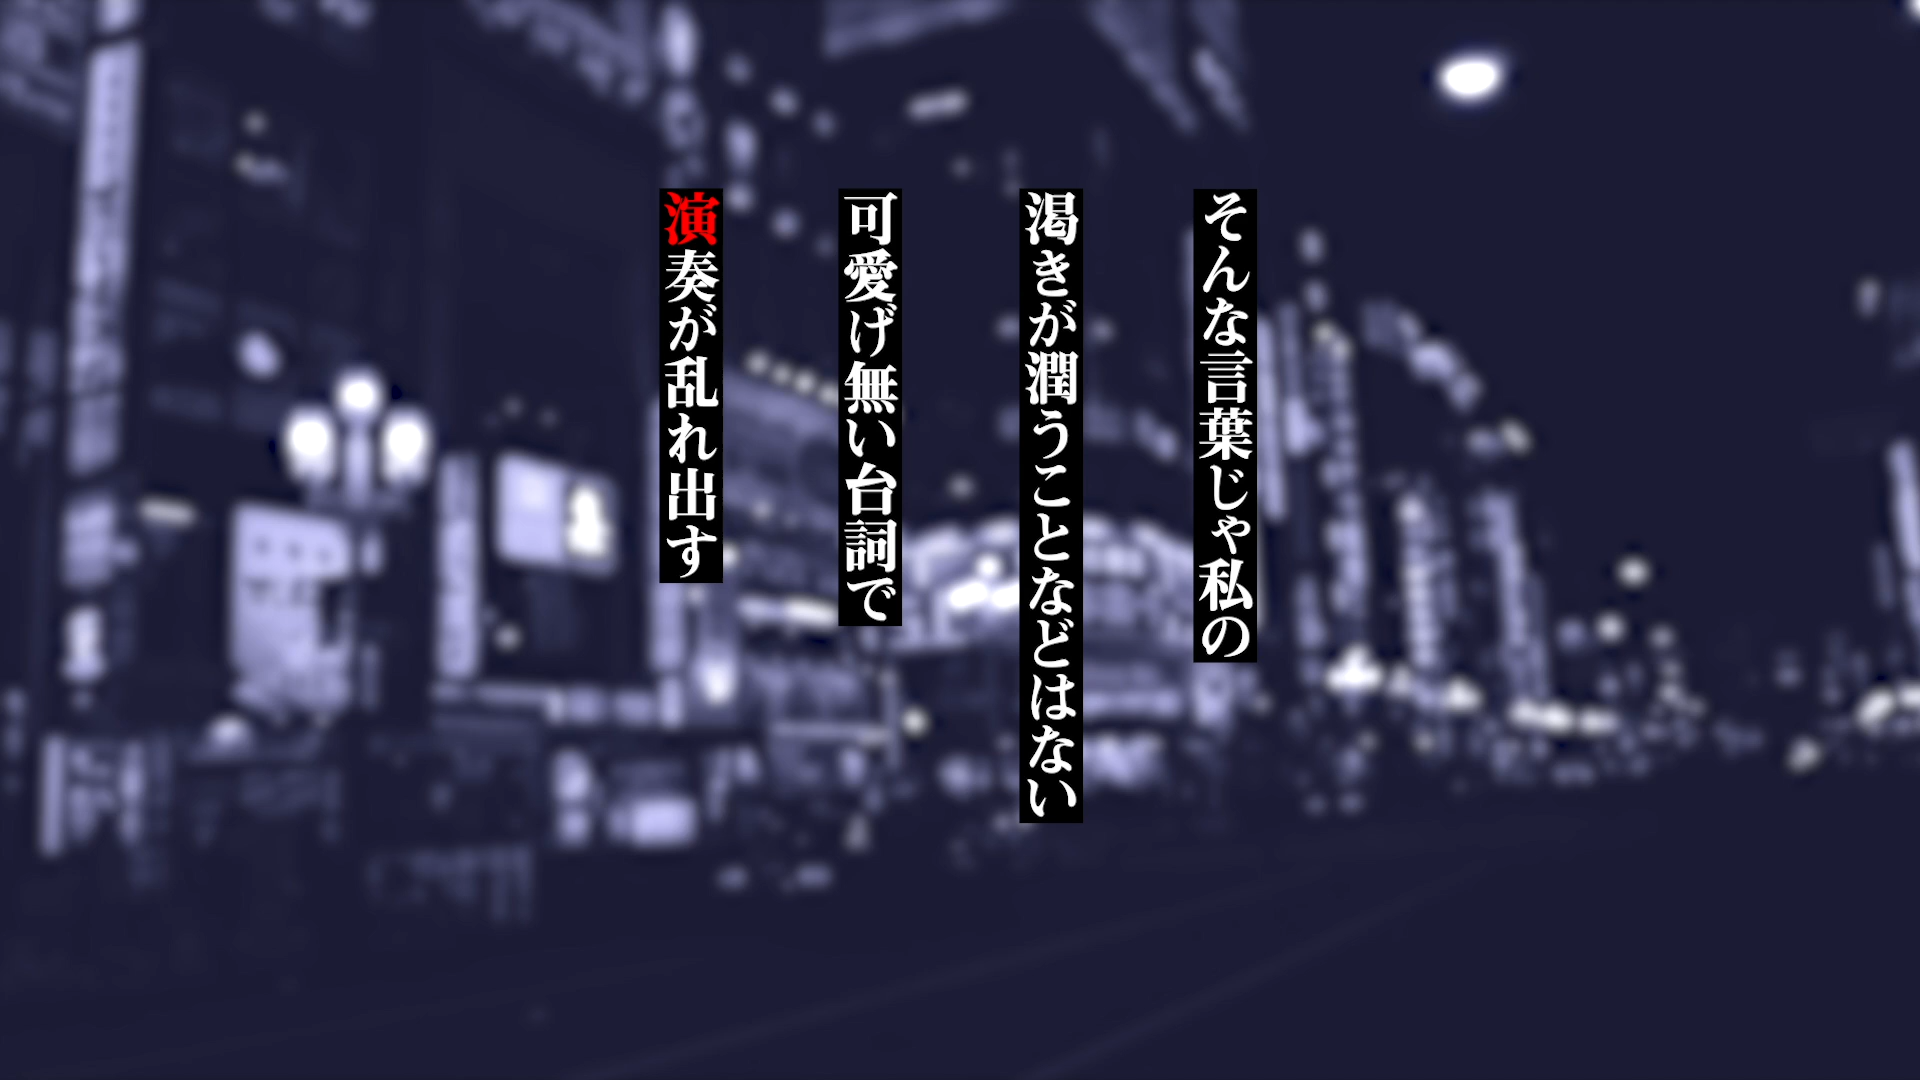 そんな言葉じゃ私の
渇きが潤うことなどはない
可愛げ無い台詞で
演奏が乱れ出す